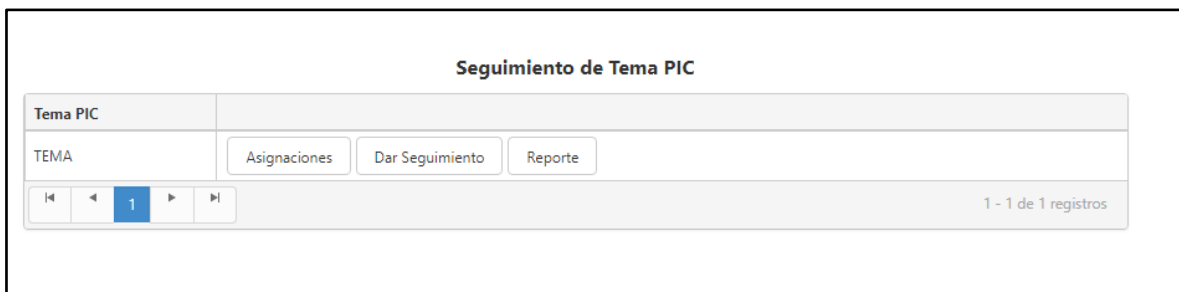 Seguimiento de Tema PIC
Tema PIC
TEMA Asignaciones Dar Seguimiento Reporte
1 1 - 1 de 1 registros